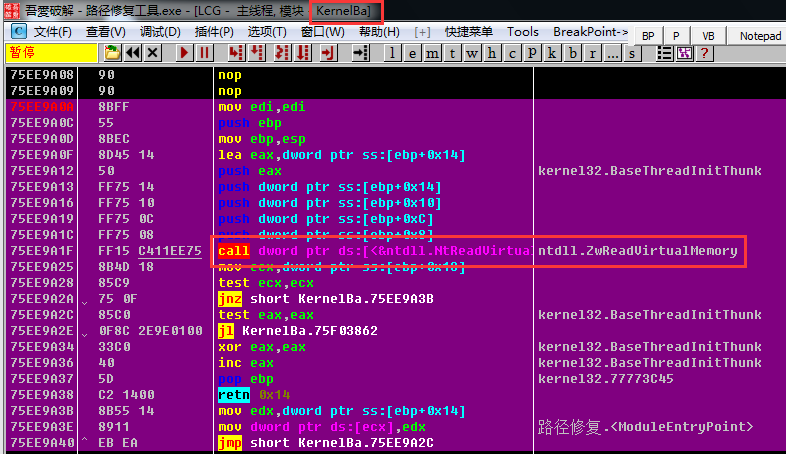 吾爱破解 吾爱破解 - 路径修复工具.exe - [LCG - 主线程, 模块 KernelBa]
C 文件(F) 查看(V) 调试(D) 插件(P) 选项(T) 窗口(W) 帮助(H) [+] 快捷菜单 Tools BreakPoint-> BP P VB Notepad
暂停 l e m t w h c P k b r ... s ?
75EE9A08 90 nop
75EE9A09 90 nop
75EE9A0A 8BFF mov edi,edi
75EE9A0C 55 push ebp
75EE9A0D 8BEC mov ebp,esp
75EE9A0F 8D45 14 lea eax,dword ptr ss:[ebp+0x14]
75EE9A12 50 push eax kernel32.BaseThreadInitThunk
75EE9A13 FF75 14 push dword ptr ss:[ebp+0x14]
75EE9A16 FF75 10 push dword ptr ss:[ebp+0x10]
75EE9A19 FF75 0C push dword ptr ss:[ebp+0xC]
75EE9A1C FF75 08 push dword ptr ss:[ebp+0x8]
75EE9A1F FF15 C411EE75 call dword ptr ds:[<&ntdll.NtReadVirtua ntdll.ZwReadVirtualMemory
75EE9A25 8B4D 18 mov ecx,dword ptr ss:[ebp+0x18]
75EE9A28 85C9 test ecx,ecx
75EE9A2A 75 0F jnz short KernelBa.75EE9A3B
75EE9A2C 85C0 test eax,eax kernel32.BaseThreadInitThunk
75EE9A2E 0F8C 2E9E0100 jl KernelBa.75F03862
75EE9A34 33C0 xor eax,eax kernel32.BaseThreadInitThunk
75EE9A36 40 inc eax kernel32.BaseThreadInitThunk
75EE9A37 5D pop ebp kernel32.77773C45
75EE9A38 C2 1400 retn 0x14
75EE9A3B 8B55 14 mov edx,dword ptr ss:[ebp+0x14]
75EE9A3E 8911 mov dword ptr ds:[ecx],edx 路径修复.<ModuleEntryPoint>
75EE9A40 EB EA jmp short KernelBa.75EE9A2C